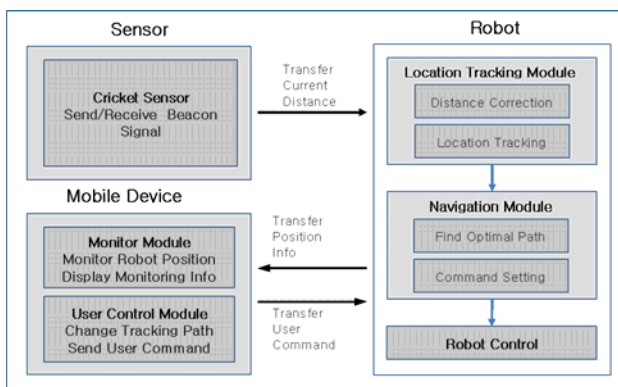 Sensor
Cricket Sensor
Send/Receive Beacon
Signal
Transfer
Current
Distance
Robot
Location Tracking Module
Distance Correction
Location Tracking
Navigation Module
Find Optimal Path
Command Setting
Robot Control
Mobile Device
Monitor Module
Monitor Robot Position
Display Monitoring Info
User Control Module
Change Tracking Path
Send User Command
Transfer
Position
Info
Transfer
User
Command